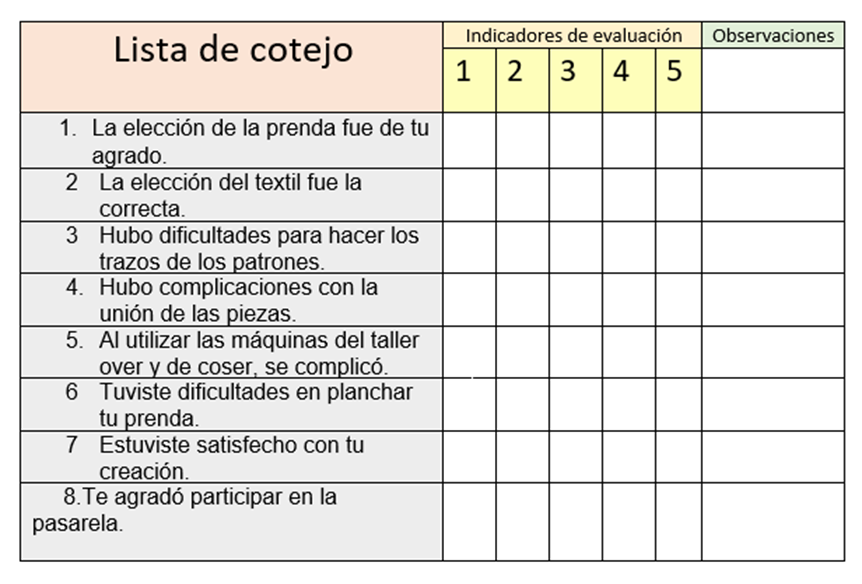 Lista de cotejo
Indicadores de evaluación
Observaciones
1 2 3 4 5
1. La elección de la prenda fue de tu
agrado.
2 La elección del textil fue la
correcta.
3 Hubo dificultades para hacer los
trazos de los patrones.
4. Hubo complicaciones con la
unión de las piezas.
5. Al utilizar las máquinas del taller
over y de coser, se complicó.
6 Tuviste dificultades en planchar
tu prenda.
7 Estuviste satisfecho con tu
creación.
8.Te agradó participar en la
pasarela.